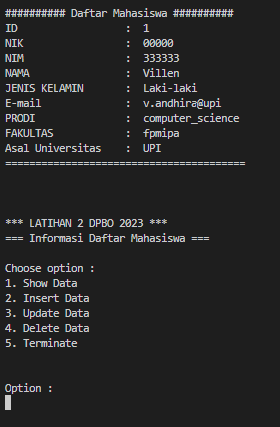 ########## Daftar Mahasiswa ##########
ID : 1
NIK : 00000
NIM : 333333
NAMA : Villen
JENIS KELAMIN : Laki-laki
E-mail : v.andhira@upi
PRODI : computer_science
FAKULTAS : fpmipa
Asal Universitas : UPI
========================================
*** LATIHAN 2 DPBO 2023 ***
=== Informasi Daftar Mahasiswa ===
Choose option :
1. Show Data
2. Insert Data
3. Update Data
4. Delete Data
5. Terminate
Option :